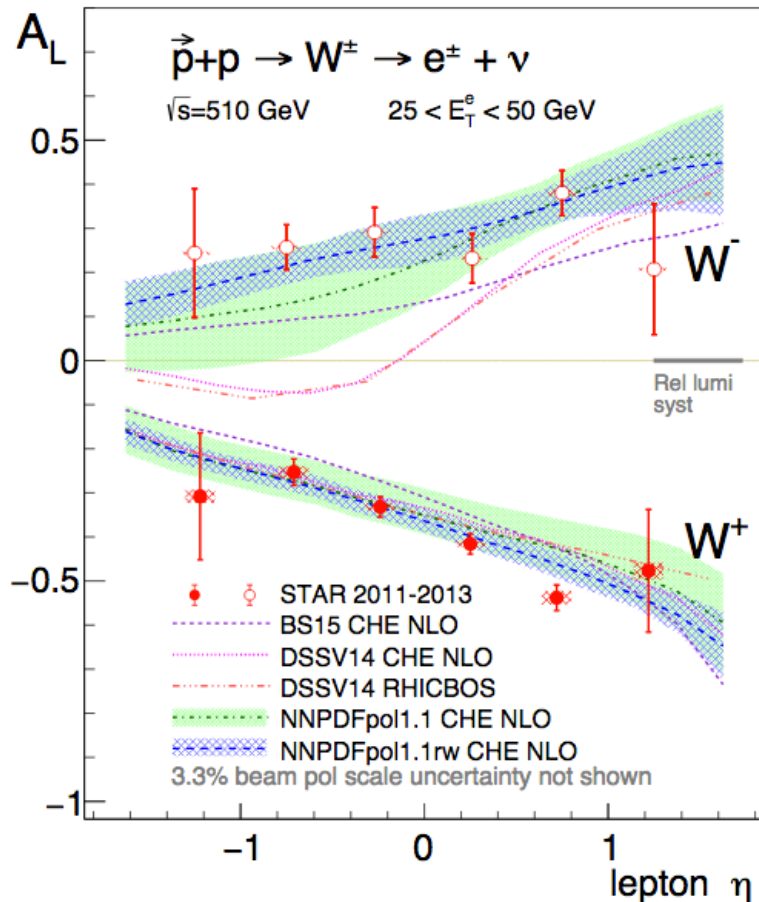 A_L
p⃗+p → W± → e± + ν
√s=510 GeV 25 < E_T^e < 50 GeV
0.5
W⁻
0
Rel lumi
syst
W⁺
−0.5
STAR 2011-2013
BS15 CHE NLO
DSSV14 CHE NLO
DSSV14 RHICBOS
NNPDFpol1.1 CHE NLO
NNPDFpol1.1rw CHE NLO
3.3% beam pol scale uncertainty not shown
−1
−1 0 1
lepton η